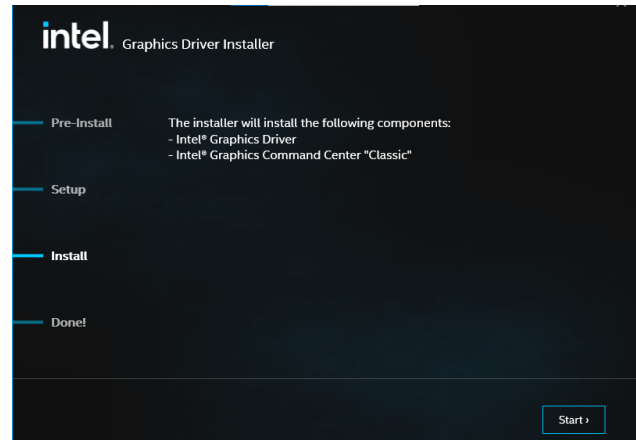 intel. Graphics Driver Installer
Pre-Install
The installer will install the following components:
- Intel® Graphics Driver
- Intel® Graphics Command Center "Classic"
Setup
Install
Done!
Start ›